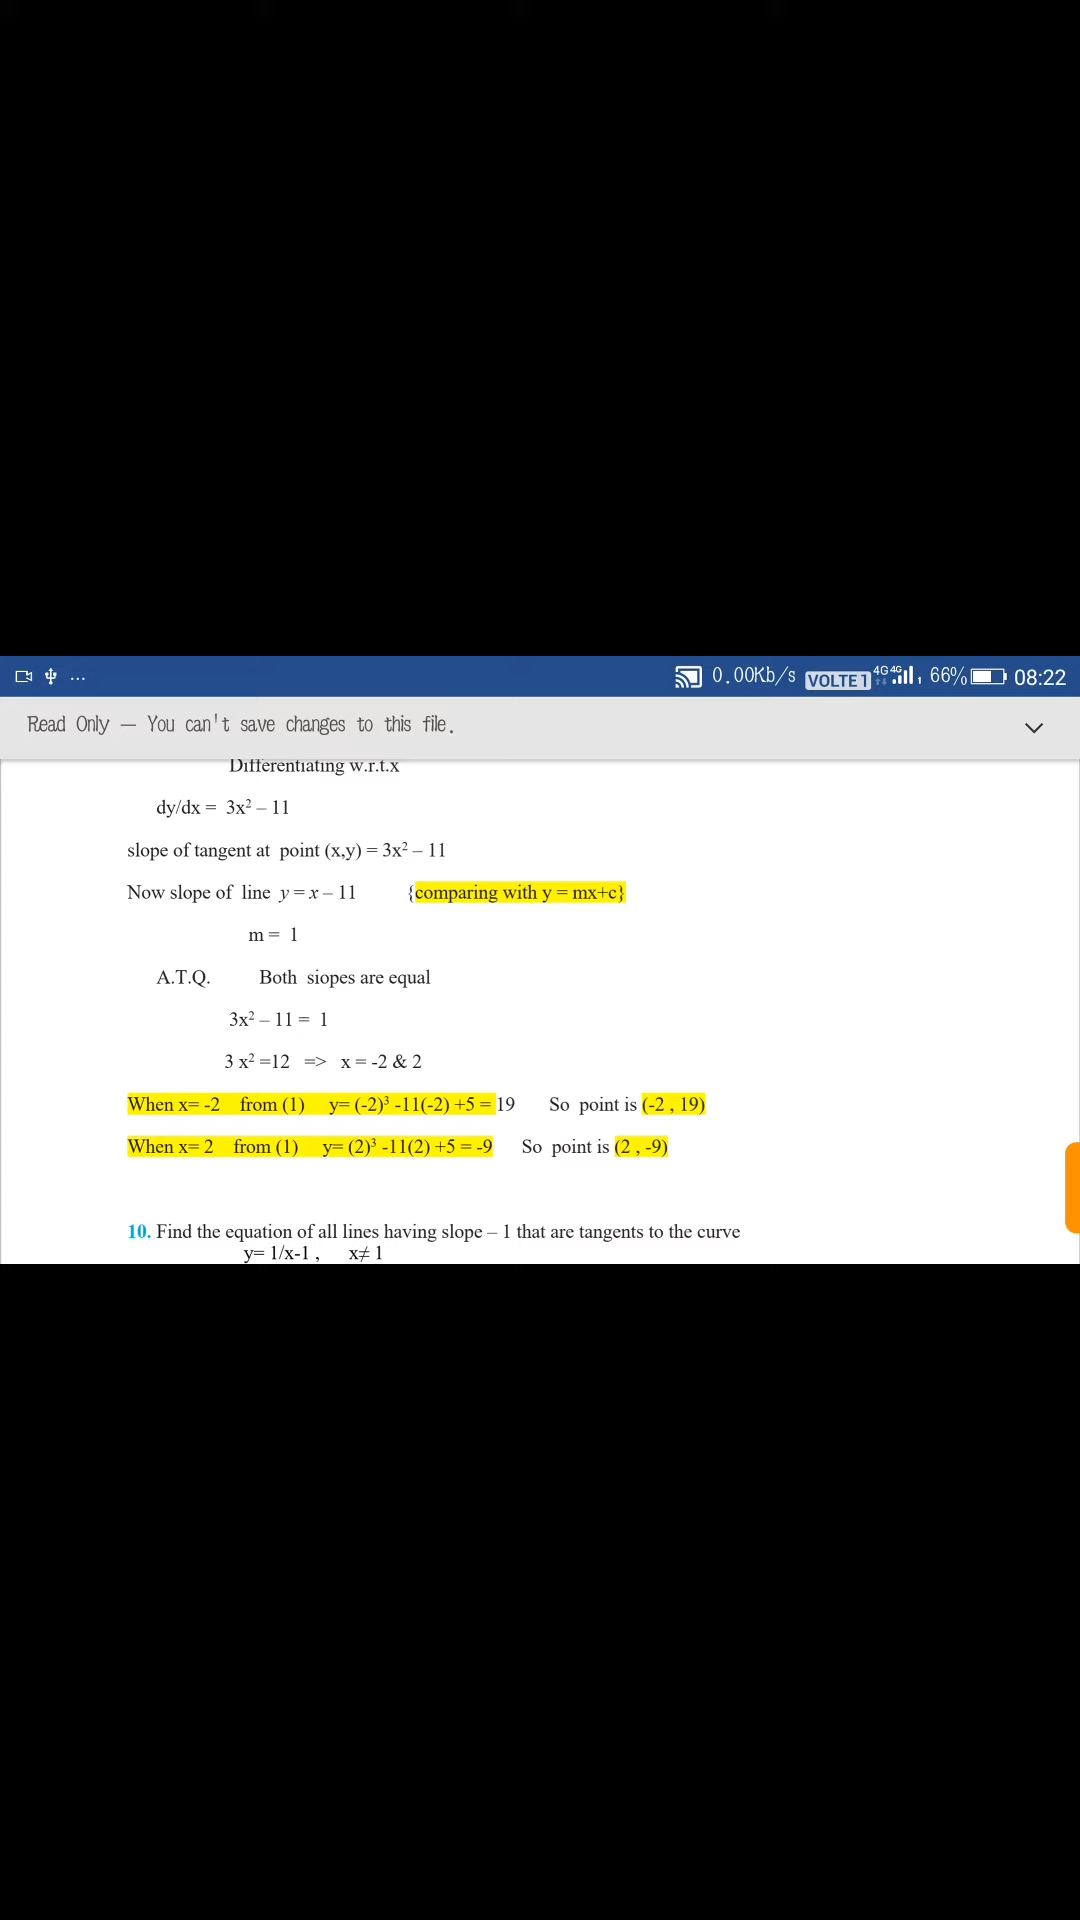 ... 0.00Kb/s VOLTE 1 4G 4G 1 66% 08:22
Read Only — You can't save changes to this file.
Differentiating w.r.t.x
dy/dx = 3x² – 11
slope of tangent at point (x,y) = 3x² – 11
Now slope of line y = x – 11 {comparing with y = mx+c}
m = 1
A.T.Q. Both siopes are equal
3x² – 11 = 1
3 x² =12 => x = -2 & 2
When x= -2 from (1) y= (-2)³ -11(-2) +5 = 19 So point is (-2 , 19)
When x= 2 from (1) y= (2)³ -11(2) +5 = -9 So point is (2 , -9)
10. Find the equation of all lines having slope – 1 that are tangents to the curve
y= 1/x-1 , x≠ 1